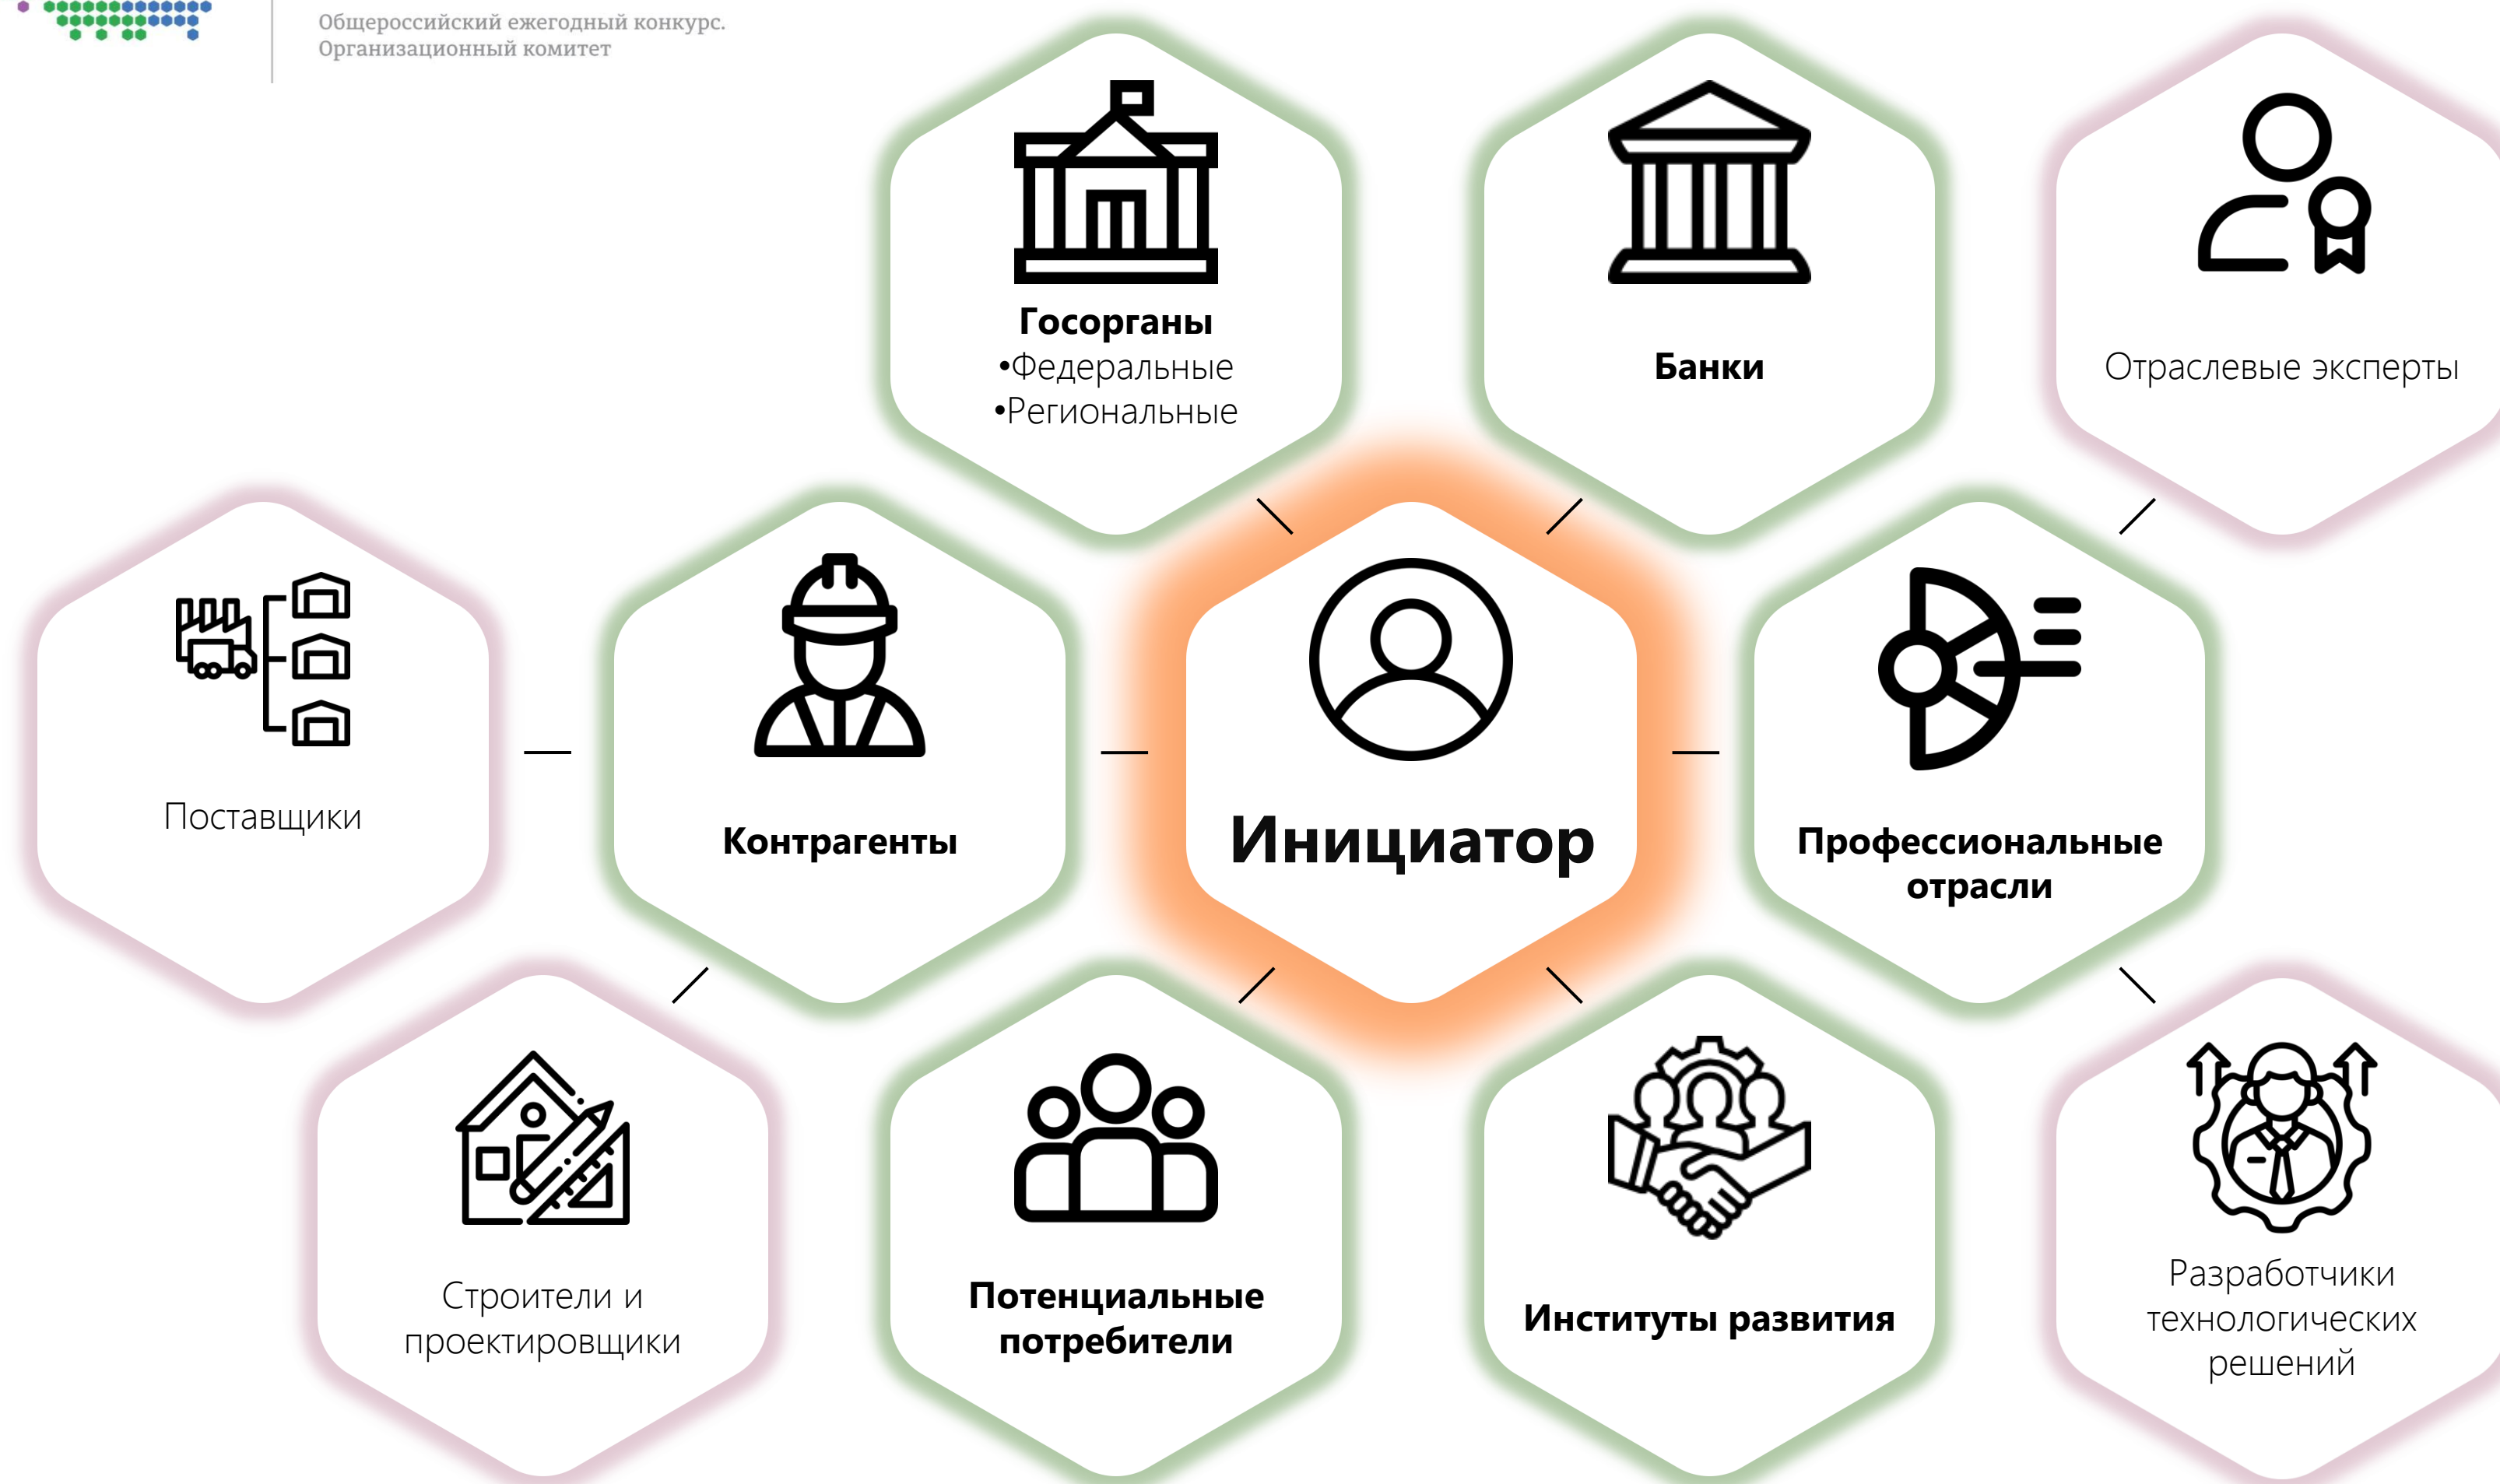 Общероссийский ежегодный конкурс.
Организационный комитет
Госорганы
•Федеральные
•Региональные
Банки
Отраслевые эксперты
Поставщики
Контрагенты
Инициатор
Профессиональные
отрасли
Строители и
проектировщики
Потенциальные
потребители
Институты развития
Разработчики
технологических
решений